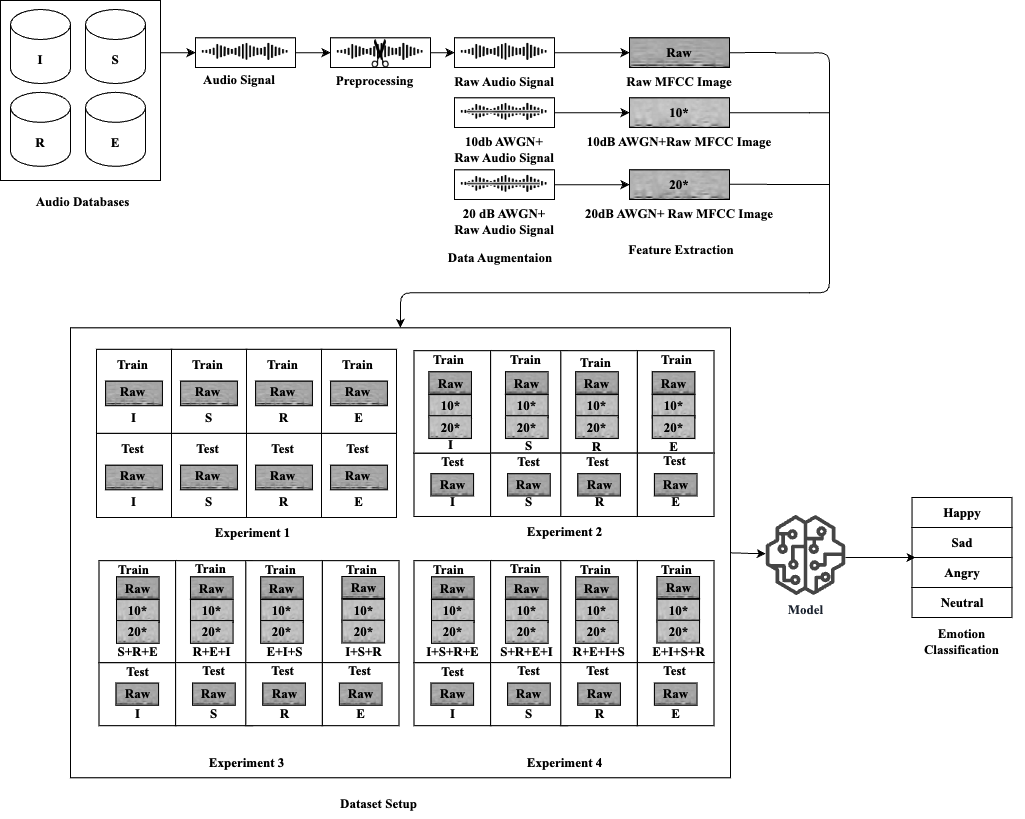 I
S
R
E
Audio Databases
Audio Signal
Preprocessing
Raw Audio Signal
Raw
Raw MFCC Image
10db AWGN+
Raw Audio Signal
10*
10dB AWGN+Raw MFCC Image
20 dB AWGN+
Raw Audio Signal
20*
20dB AWGN+ Raw MFCC Image
Data Augmentaion
Feature Extraction
Train Train Train Train
Raw Raw Raw Raw
I S R E
Test Test Test Test
Raw Raw Raw Raw
I S R E
Experiment 1
Train Train Train Train
Raw Raw Raw Raw
10* 10* 10* 10*
20* 20* 20* 20*
I S R E
Test Test Test Test
Raw Raw Raw Raw
I S R E
Experiment 2
Train Train Train Train
Raw Raw Raw Raw
10* 10* 10* 10*
20* 20* 20* 20*
S+R+E R+E+I E+I+S I+S+R
Test Test Test Test
Raw Raw Raw Raw
I S R E
Experiment 3
Train Train Train Train
Raw Raw Raw Raw
10* 10* 10* 10*
20* 20* 20* 20*
I+S+R+E S+R+E+I R+E+I+S E+I+S+R
Test Test Test Test
Raw Raw Raw Raw
I S R E
Experiment 4
Dataset Setup
Model
Happy
Sad
Angry
Neutral
Emotion
Classification